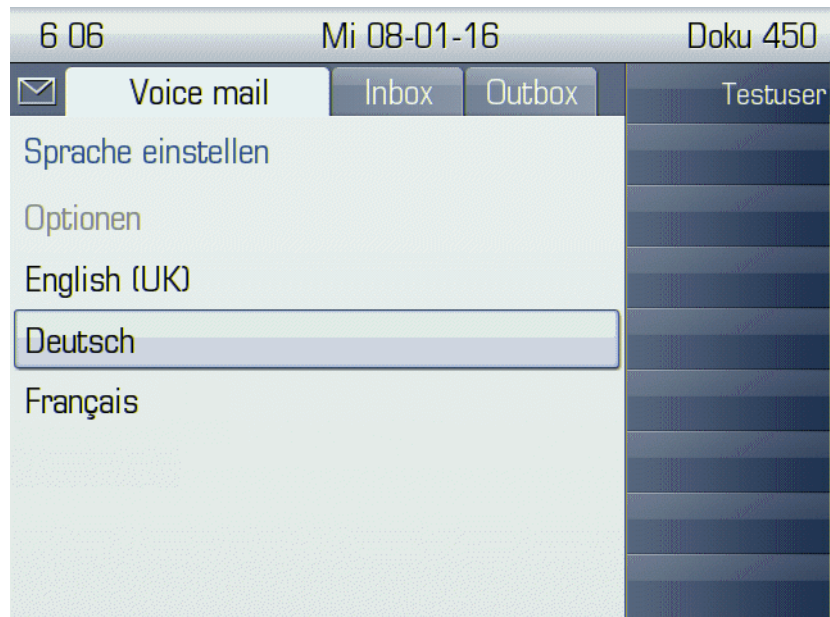 6 06 Mi 08-01-16 Doku 450
Voice mail Inbox Outbox Testuser
Sprache einstellen
Optionen
English (UK)
Deutsch
Français